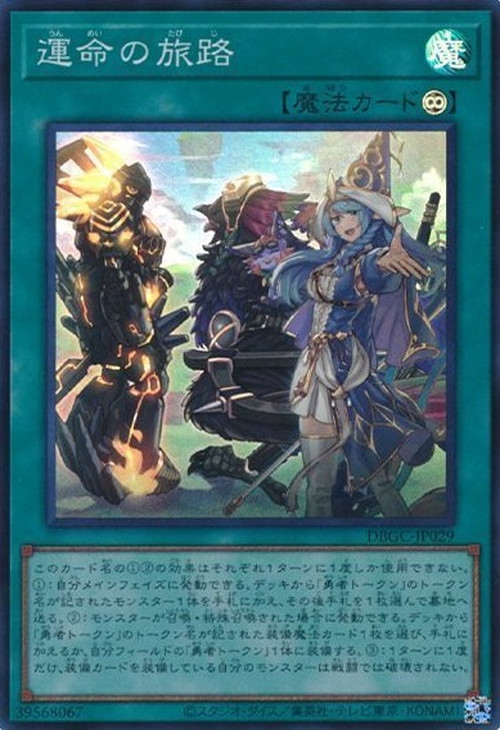 運命の旅路
魔
【魔法カード】
DBGC-JP029
このカード名の①②の効果はそれぞれ1ターンに1度しか使用できない。
①:自分メインフェイズに発動できる。デッキから「勇者トークン」のトークン
名が記されたモンスター1体を手札に加え、その後手札を1枚選んで墓地へ
送る。②:モンスターが召喚・特殊召喚された場合に発動できる。デッキから
「勇者トークン」のトークン名が記された装備魔法カード1枚を選び、手札に
加えるか、自分フィールドの「勇者トークン」1体に装備する。③:1ターンに1度
だけ、装備カードを装備している自分のモンスターは戦闘では破壊されない。
39568067
©スタジオ・ダイス/集英社・テレビ東京・KONAMI